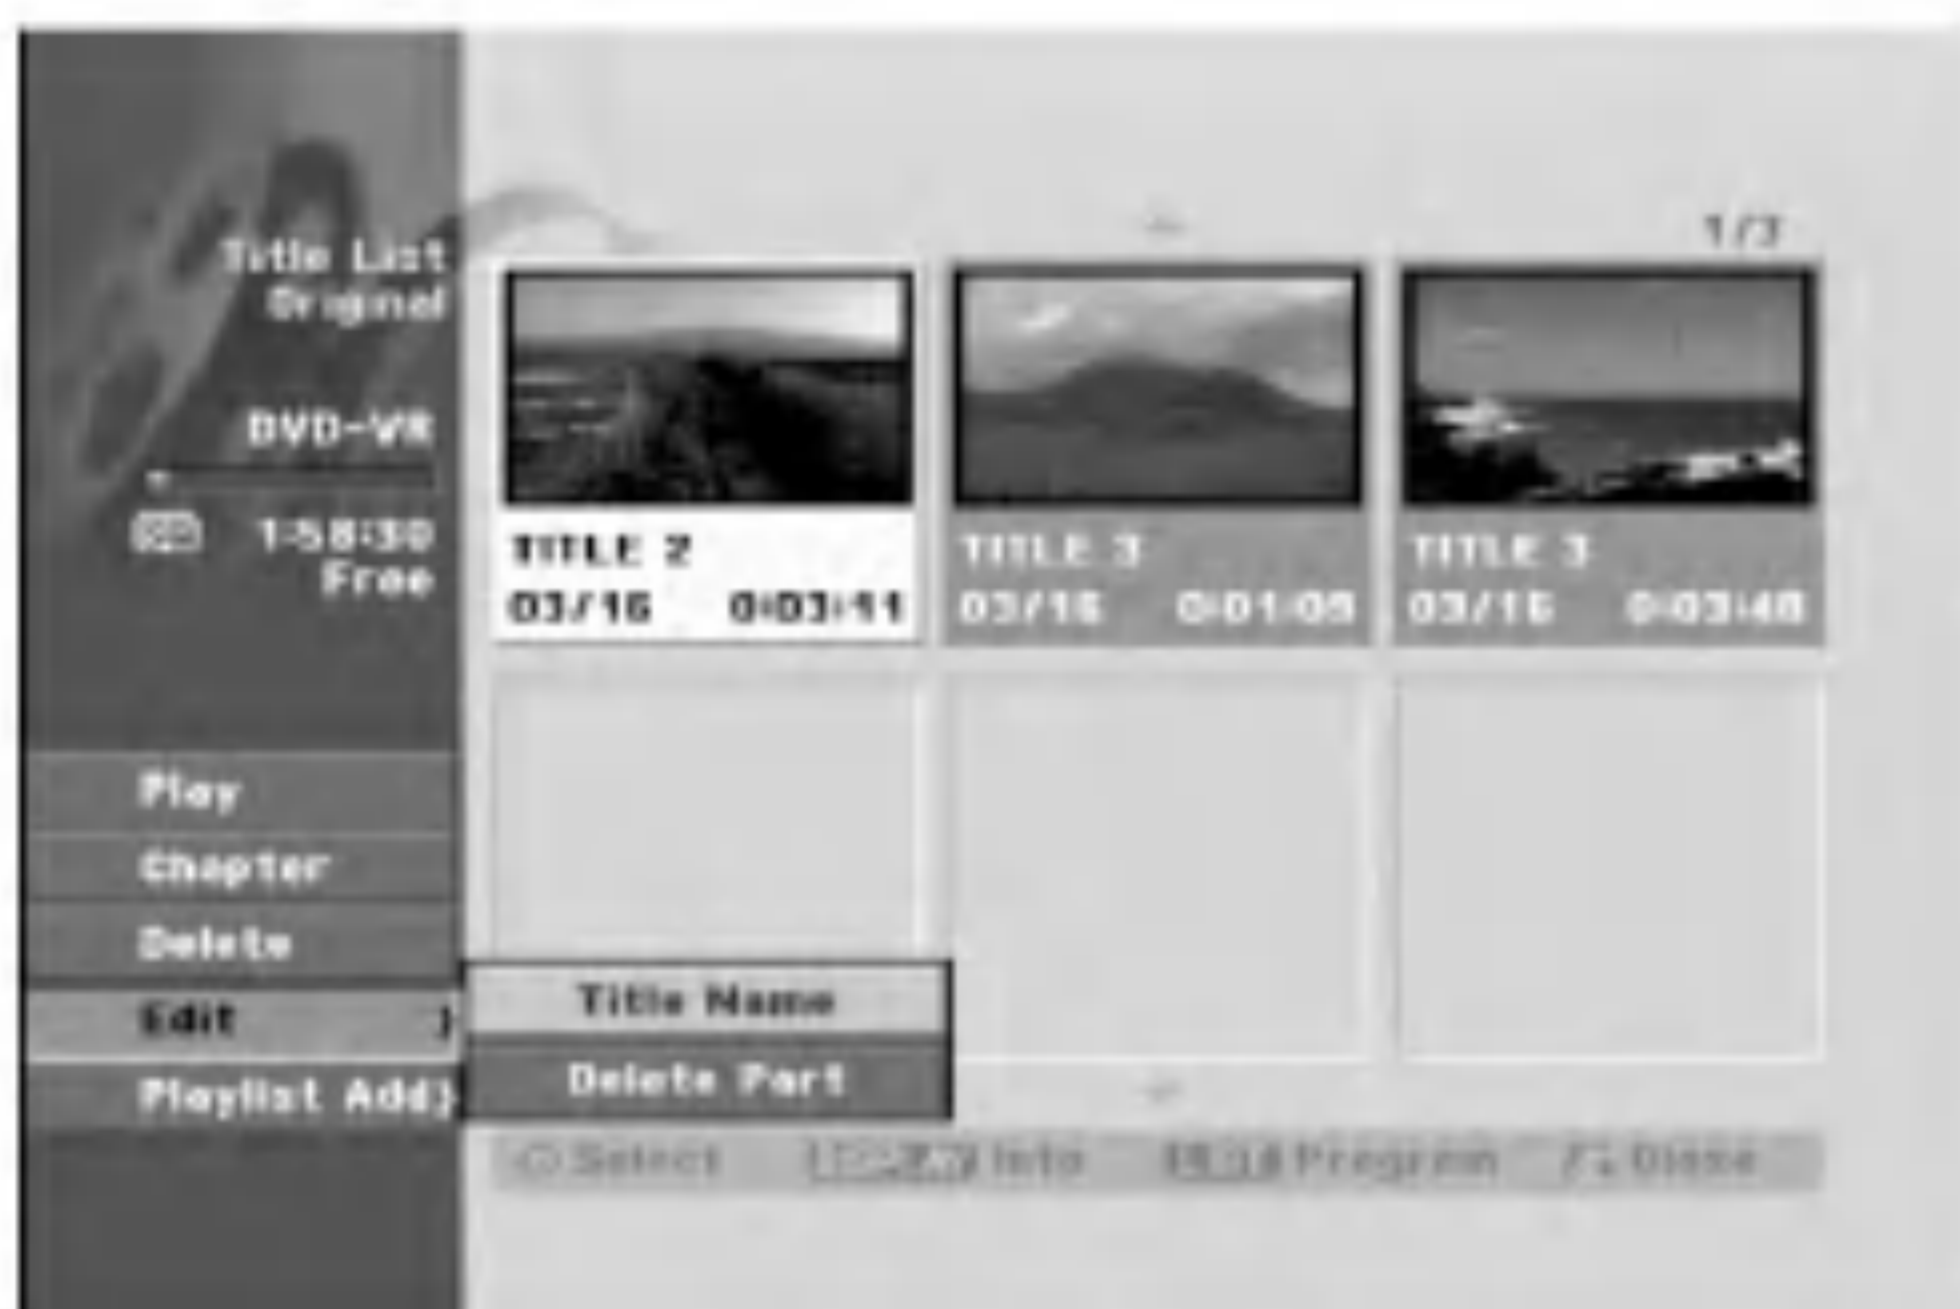 Title List
Original
DVD-VR
1:58:30
Free
Play
Chapter
Delete
Edit
Playlist Add
1/3
TITLE 2
03/16 0:03:11
TITLE 3
03/16 0:01:09
TITLE 3
03/16 0:03:48
Title Name
Delete Part
Select Info Program Close